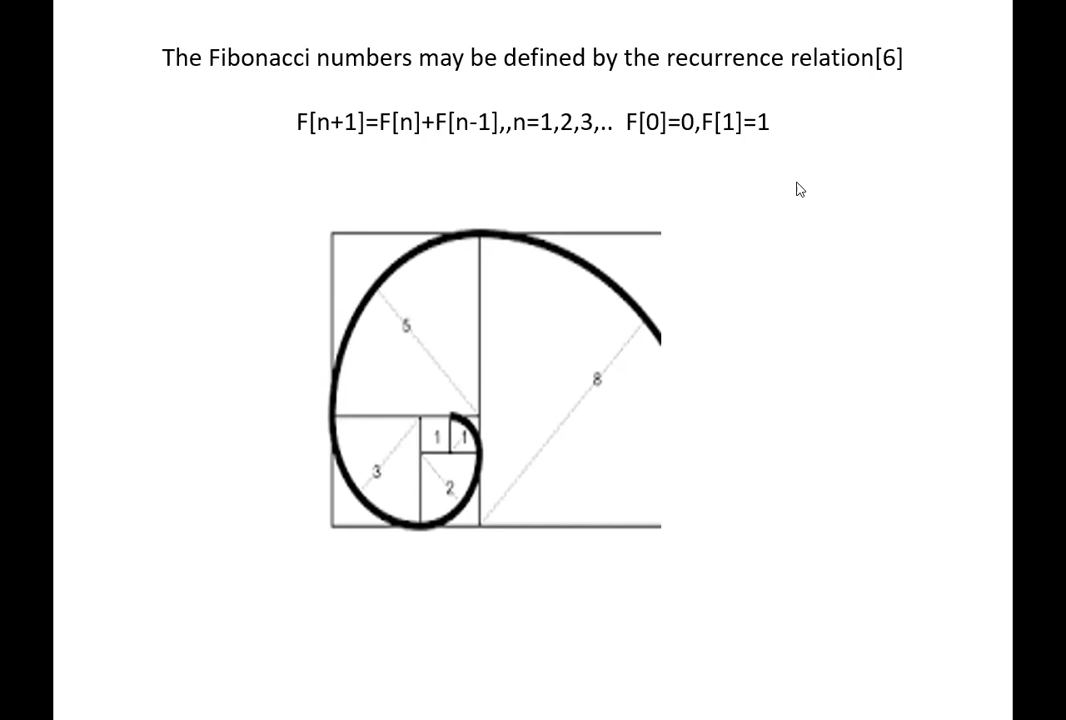 The Fibonacci numbers may be defined by the recurrence relation[6]
F[n+1]=F[n]+F[n-1],,n=1,2,3,.. F[0]=0,F[1]=1
5
8
1 1
3
2